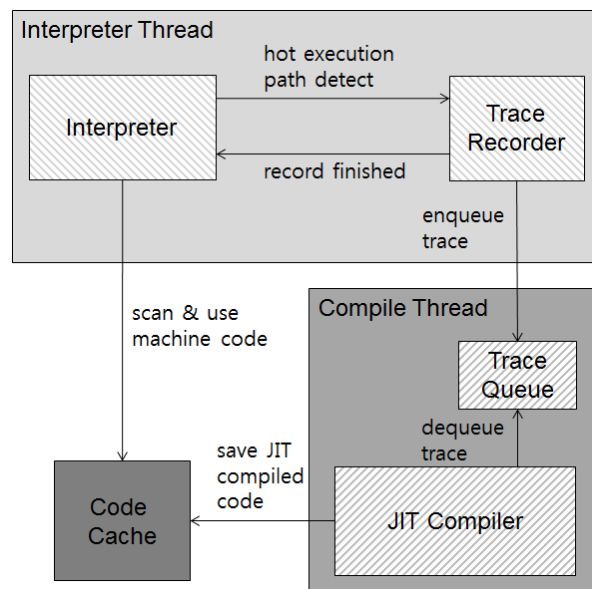 Interpreter Thread
hot execution
path detect
Interpreter
Trace
Recorder
record finished
enqueue
trace
scan & use
machine code
Compile Thread
Trace
Queue
dequeue
trace
save JIT
compiled
code
JIT Compiler
Code
Cache